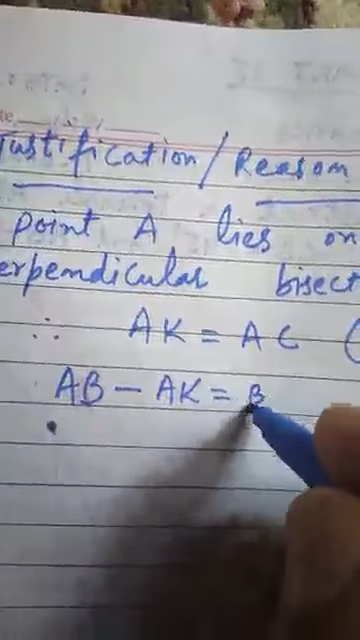 Justification / Reason
point A lies on
erpendicular bisect
∴ AK = AC (
AB - AK = B